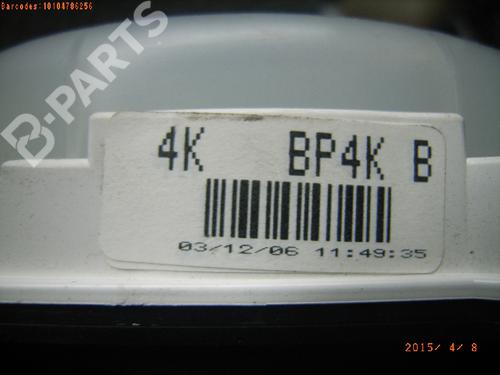 Barcodes:10104786256
B-PARTS
4K BP4K B
03/12/06 11:49:35
2015/ 4/ 8